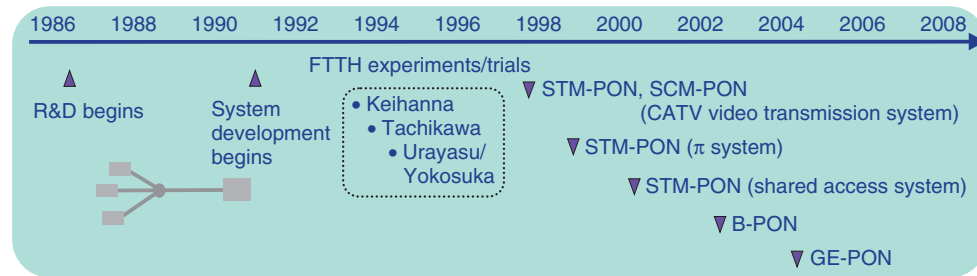 1986 1988 1990 1992 1994 1996 1998 2000 2002 2004 2006 2008
FTTH experiments/trials
R&D begins
System
development
begins
• Keihanna
• Tachikawa
• Urayasu/
Yokosuka
STM-PON, SCM-PON
(CATV video transmission system)
STM-PON (π system)
STM-PON (shared access system)
B-PON
GE-PON